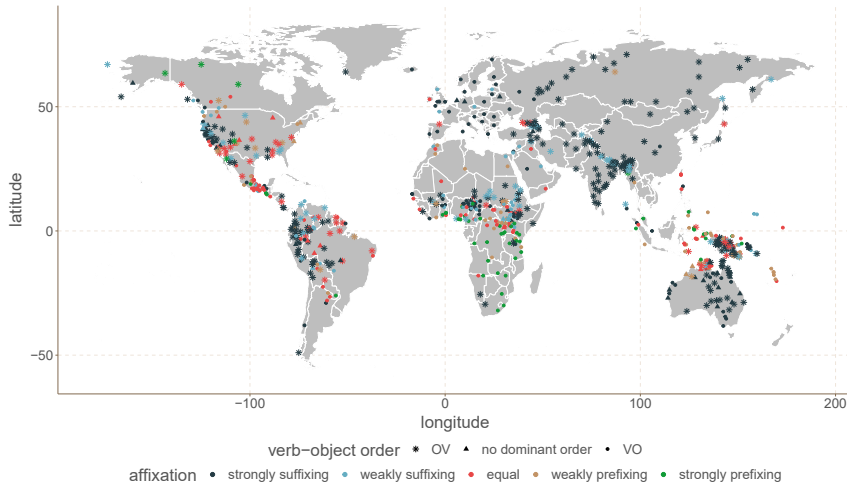 latitude
50
0
−50
−100
0
100
200
longitude
verb−object order OV no dominant order VO
affixation strongly suffixing weakly suffixing equal weakly prefixing strongly prefixing